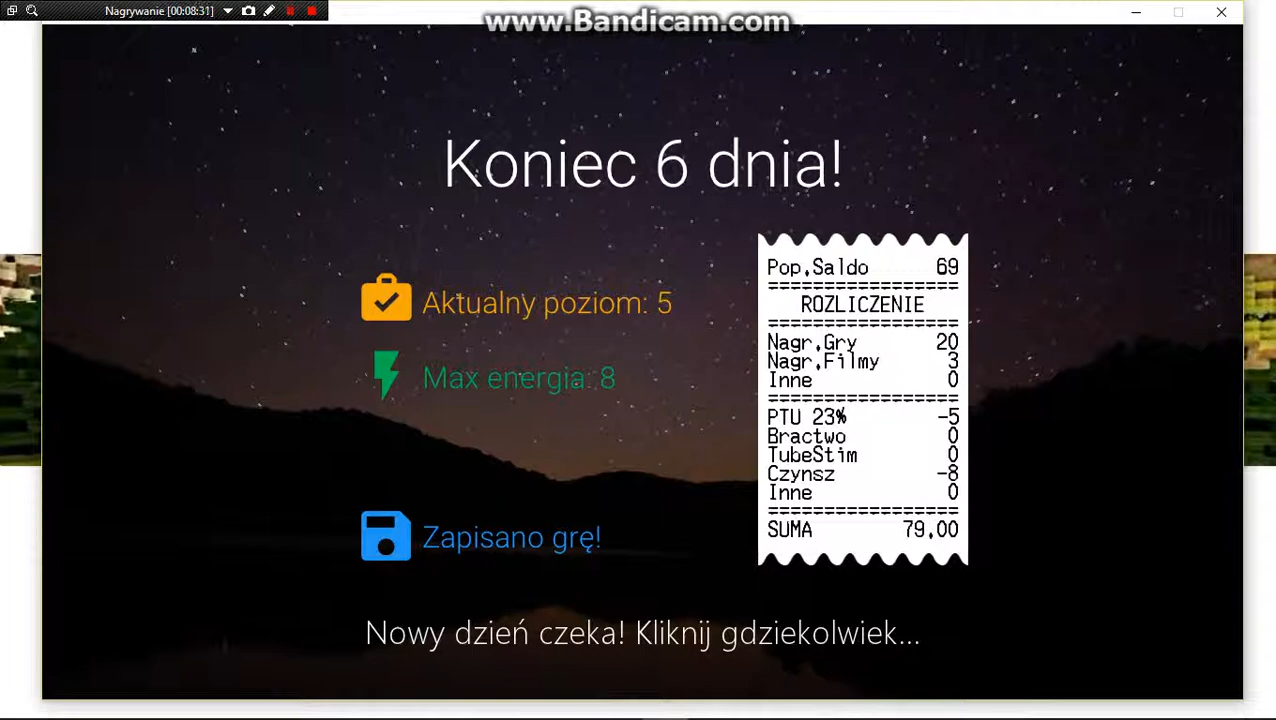 Nagrywanie [00:08:31]
www.Bandicam.com
Koniec 6 dnia!
Aktualny poziom: 5
Max energia: 8
Zapisano grę!
Pop.Saldo 69
==================
ROZLICZENIE
==================
Nagr.Gry 20
Nagr.Filmy 3
Inne 0
==================
PTU 23% -5
Bractwo 0
TubeStim 0
Czynsz -8
Inne 0
==================
SUMA 79.00
Nowy dzień czeka! Kliknij gdziekolwiek...